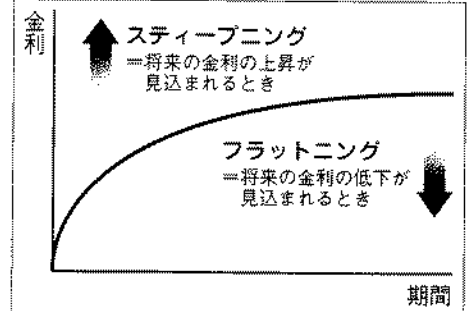 金利
スティープニング
＝将来の金利の上昇が
見込まれるとき
フラットニング
＝将来の金利の低下が
見込まれるとき
期間